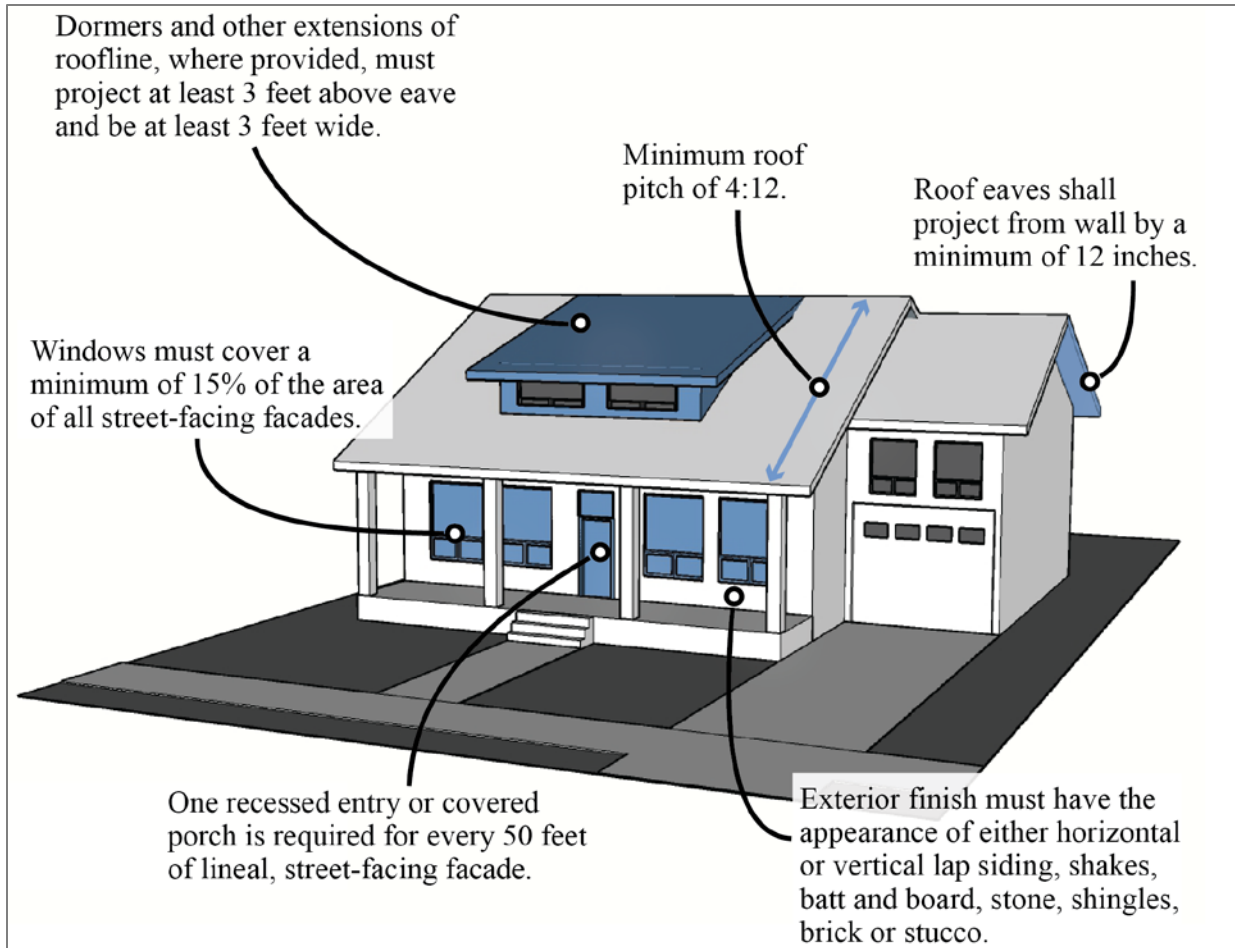 Dormers and other extensions of
roofline, where provided, must
project at least 3 feet above eave
and be at least 3 feet wide.
Minimum roof
pitch of 4:12.
Roof eaves shall
project from wall by a
minimum of 12 inches.
Windows must cover a
minimum of 15% of the area
of all street-facing facades.
One recessed entry or covered
porch is required for every 50 feet
of lineal, street-facing facade.
Exterior finish must have the
appearance of either horizontal
or vertical lap siding, shakes,
batt and board, stone, shingles,
brick or stucco.